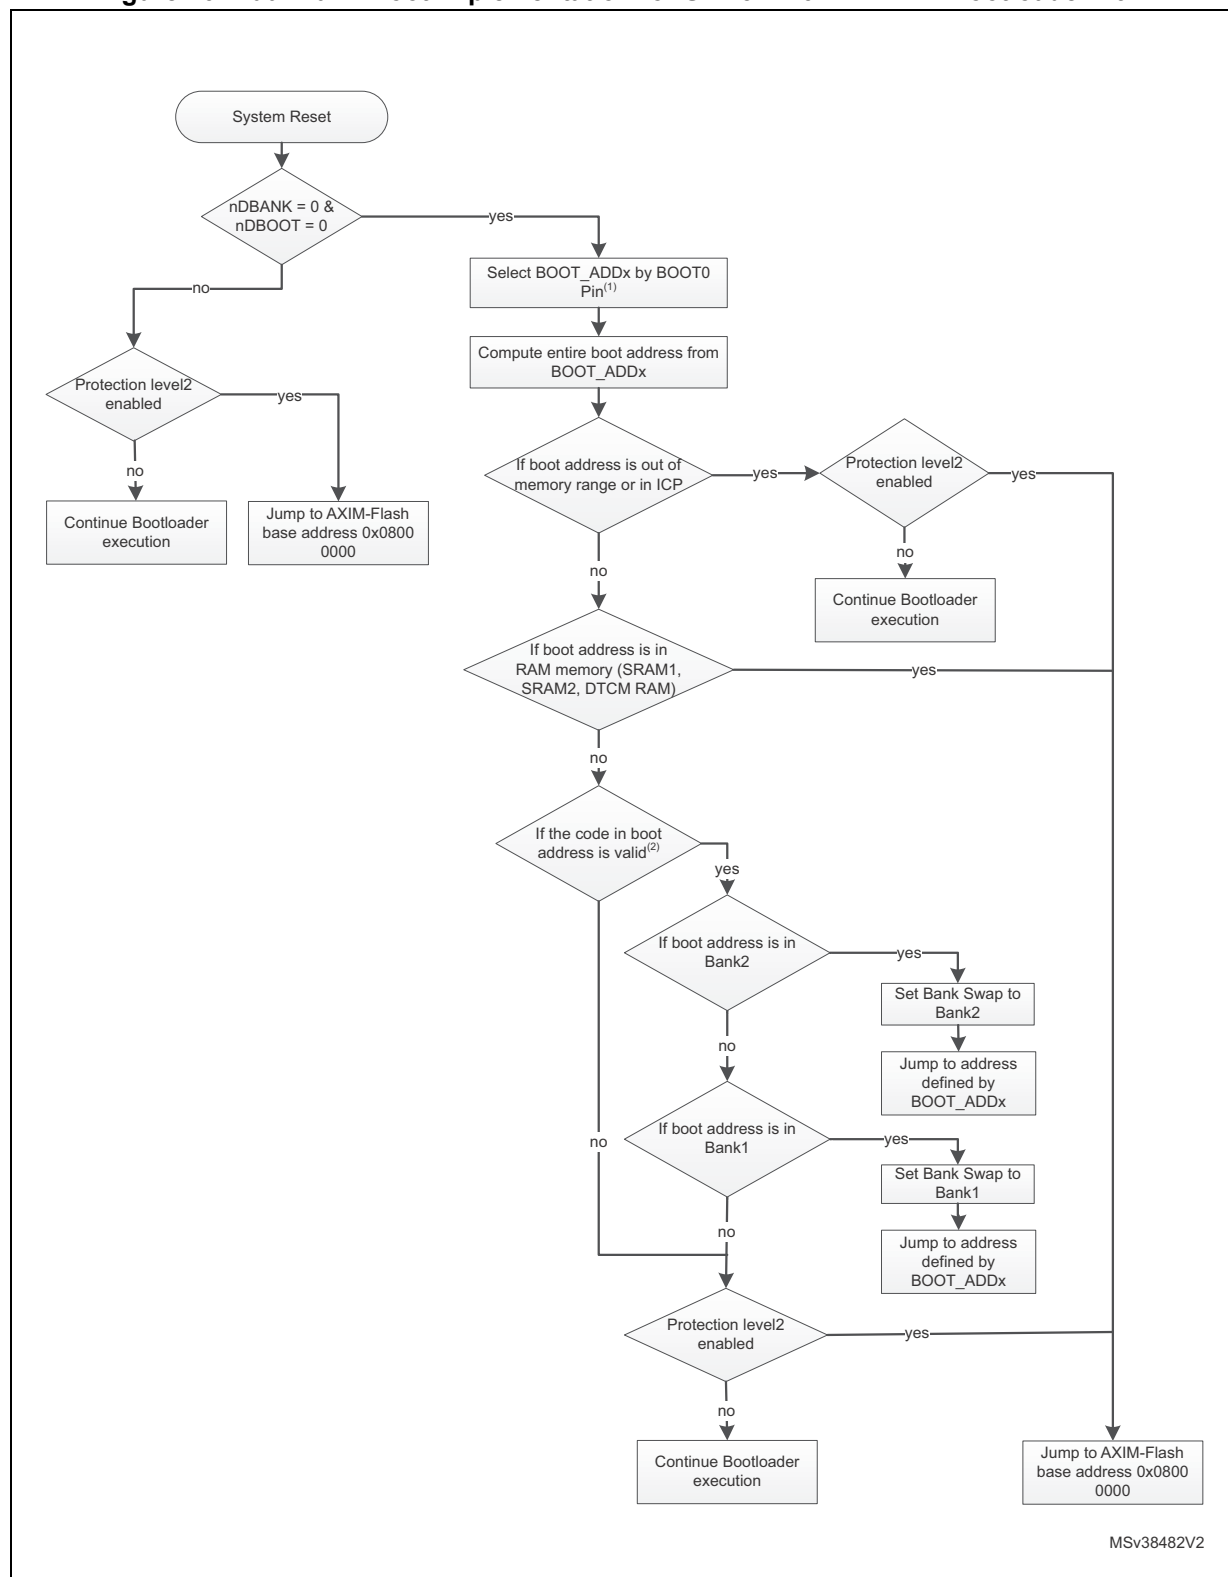 System Reset
nDBANK = 0 &
nDBOOT = 0
yes
no
Select BOOT_ADDx by BOOT0
Pin(1)
Compute entire boot address from
BOOT_ADDx
Protection level2
enabled
yes
no
Continue Bootloader
execution
Jump to AXIM-Flash
base address 0x0800
0000
If boot address is out of
memory range or in ICP
yes
Protection level2
enabled
yes
no
Continue Bootloader
execution
no
If boot address is in
RAM memory (SRAM1,
SRAM2, DTCM RAM)
yes
no
If the code in boot
address is valid(2)
yes
no
If boot address is in
Bank2
yes
Set Bank Swap to
Bank2
Jump to address
defined by
BOOT_ADDx
no
If boot address is in
Bank1
yes
Set Bank Swap to
Bank1
Jump to address
defined by
BOOT_ADDx
no
Protection level2
enabled
yes
no
Continue Bootloader
execution
Jump to AXIM-Flash
base address 0x0800
0000
MSv38482V2